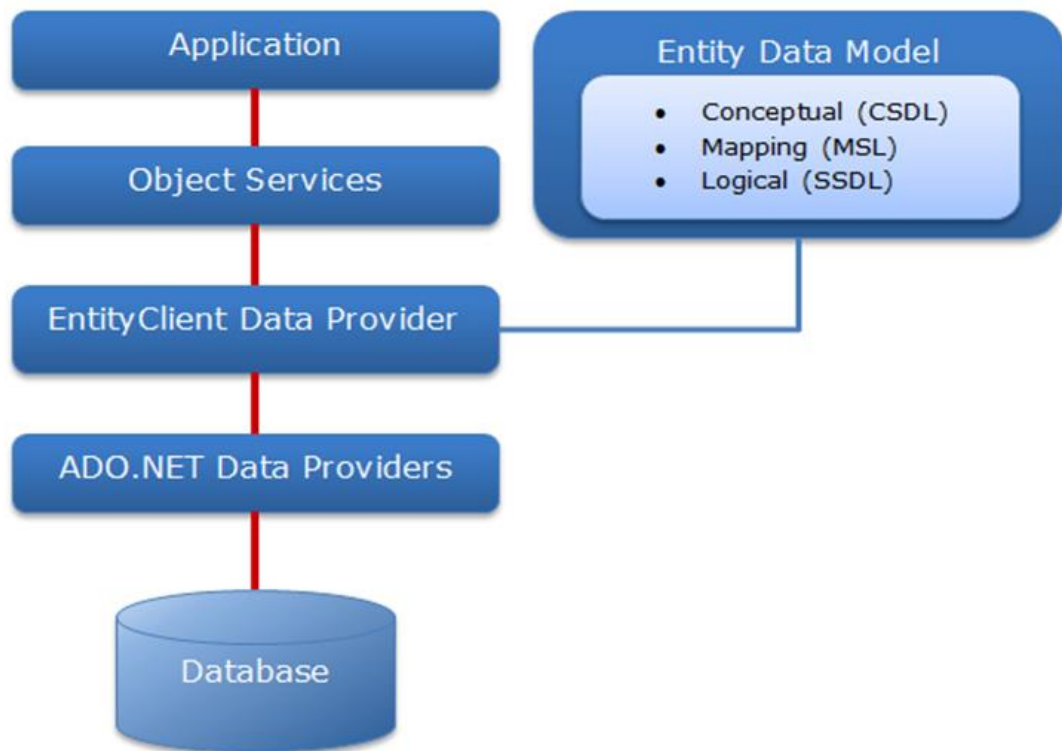 Application
Object Services
EntityClient Data Provider
ADO.NET Data Providers
Database
Entity Data Model
• Conceptual (CSDL)
• Mapping (MSL)
• Logical (SSDL)